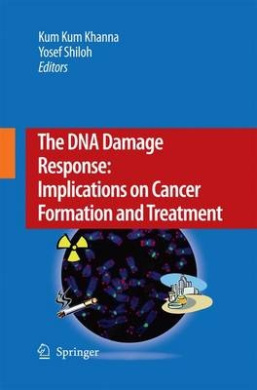 Kum Kum Khanna
Yosef Shiloh
Editors
The DNA Damage
Response:
Implications on Cancer
Formation and Treatment
Springer